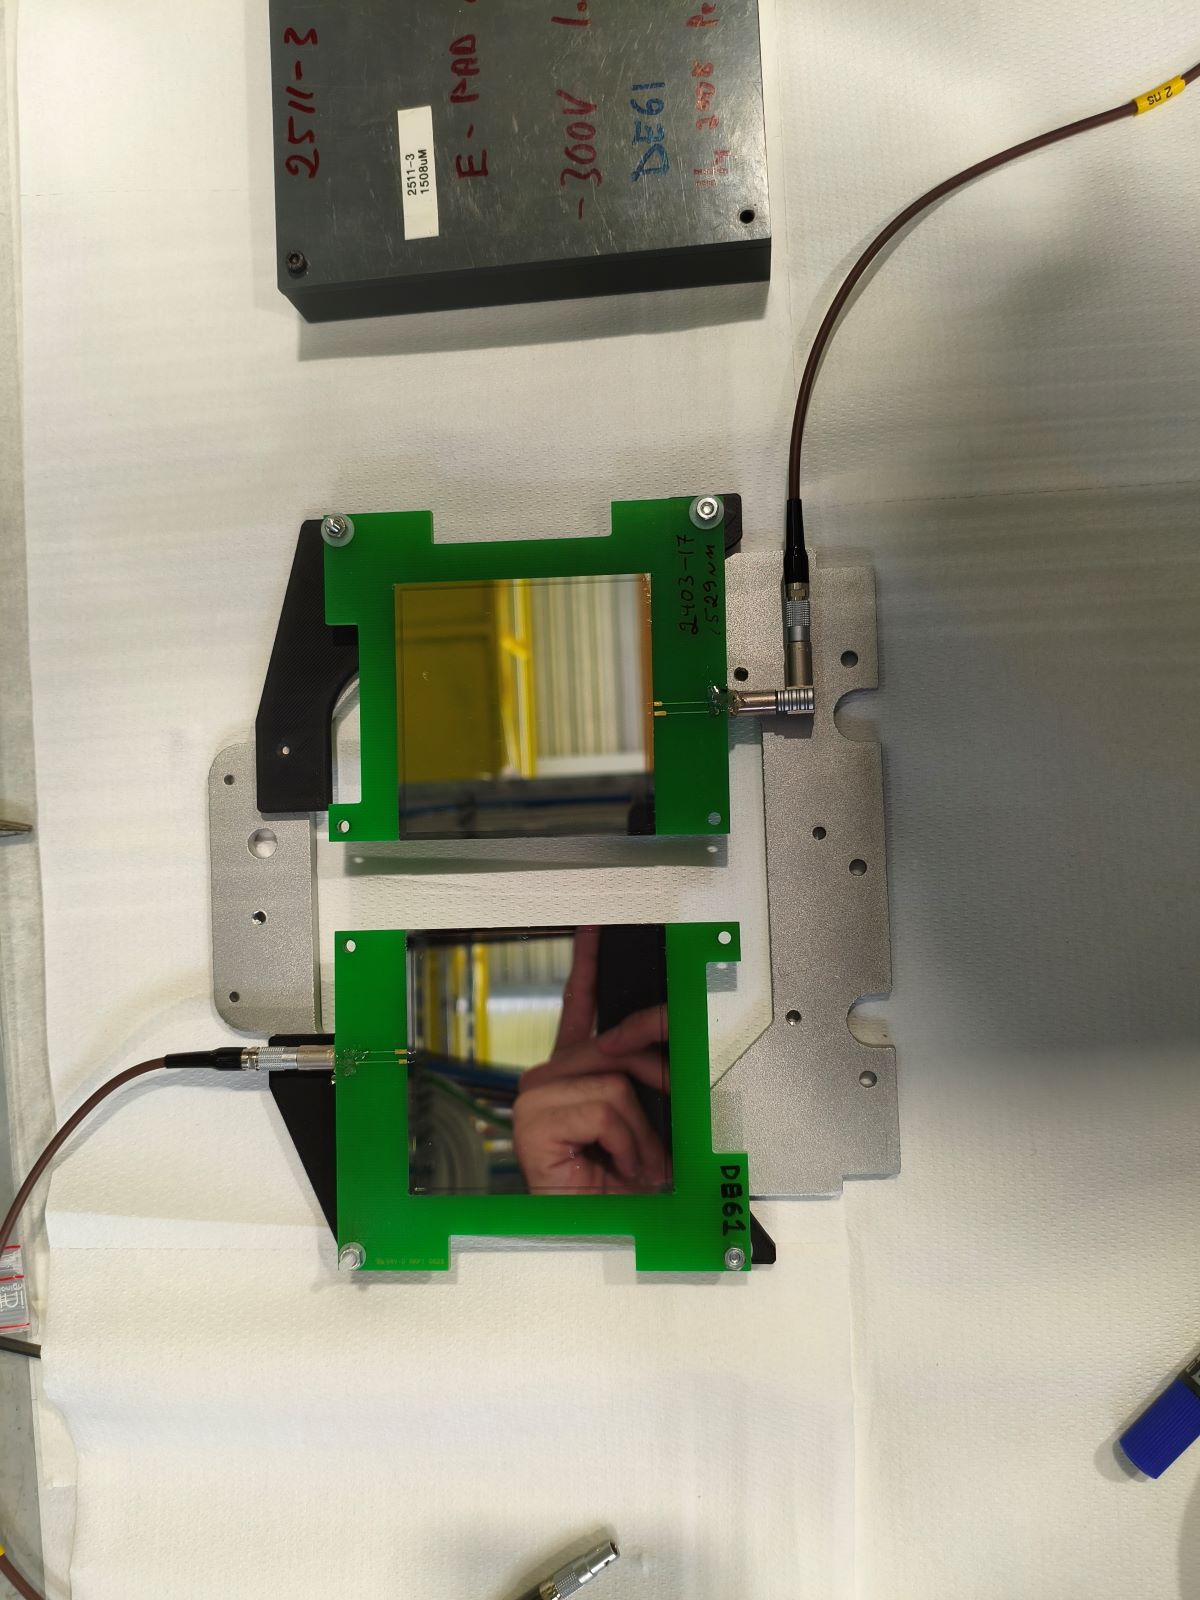 2511-3
E-PAD
-300V
DE61
2511-3
1508uM
2 ns
2403-17
1529um
DE61